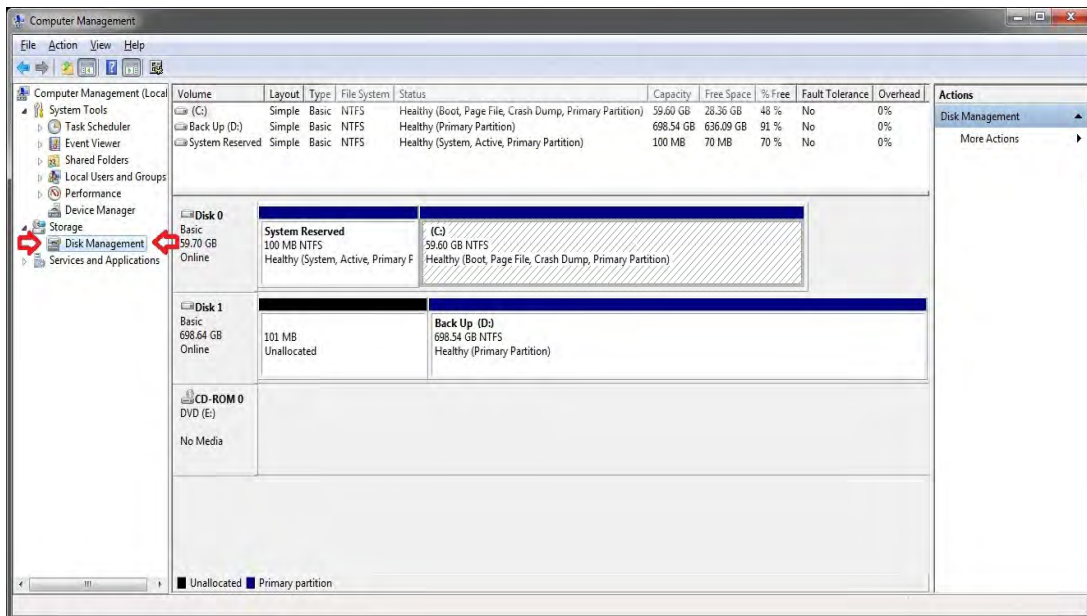 Computer Management
File Action View Help
Computer Management (Local
System Tools
Task Scheduler
Event Viewer
Shared Folders
Local Users and Groups
Performance
Device Manager
Storage
Disk Management
Services and Applications
Volume Layout Type File System Status Capacity Free Space % Free Fault Tolerance Overhead
(C:) Simple Basic NTFS Healthy (Boot, Page File, Crash Dump, Primary Partition) 59.60 GB 28.36 GB 48 % No 0%
Back Up (D:) Simple Basic NTFS Healthy (Primary Partition) 698.54 GB 636.09 GB 91 % No 0%
System Reserved Simple Basic NTFS Healthy (System, Active, Primary Partition) 100 MB 70 MB 70 % No 0%
Disk 0
Basic
59.70 GB
Online
System Reserved
100 MB NTFS
Healthy (System, Active, Primary P
(C:)
59.60 GB NTFS
Healthy (Boot, Page File, Crash Dump, Primary Partition)
Disk 1
Basic
698.64 GB
Online
101 MB
Unallocated
Back Up (D:)
698.54 GB NTFS
Healthy (Primary Partition)
CD-ROM 0
DVD (E:)
No Media
Unallocated Primary partition
Actions
Disk Management
More Actions